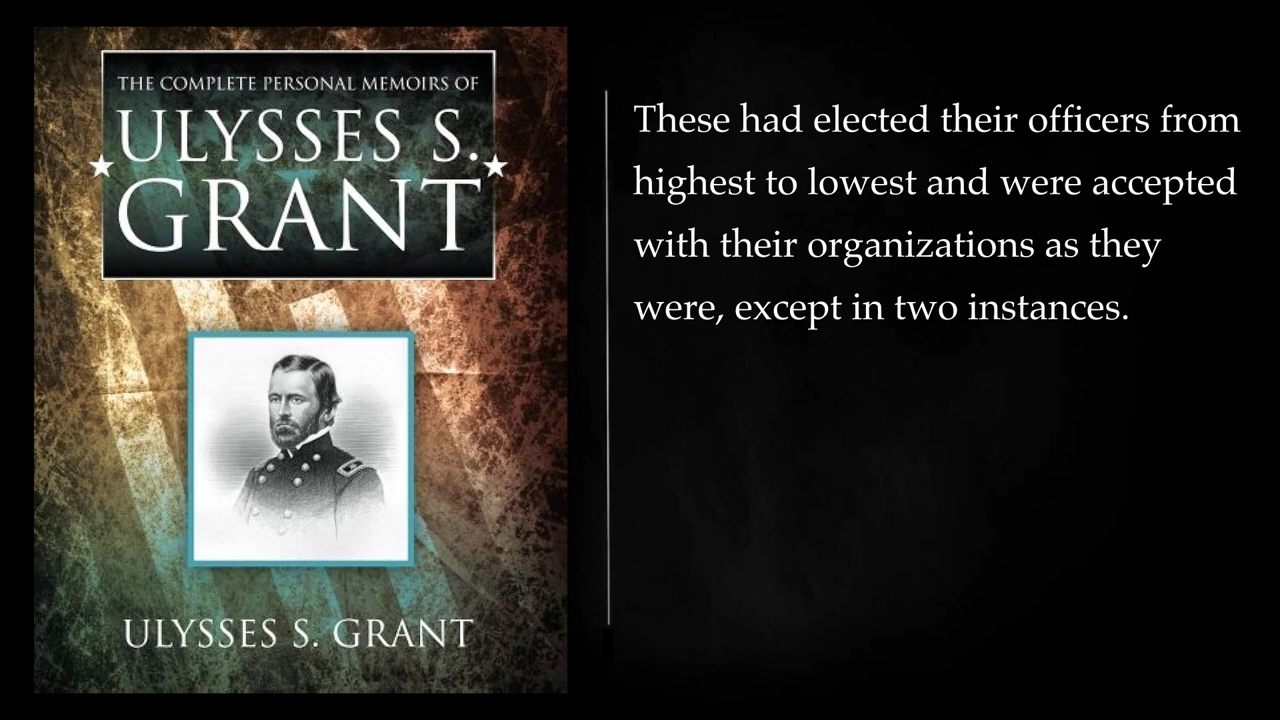 THE COMPLETE PERSONAL MEMOIRS OF
ULYSSES S.
GRANT
ULYSSES S. GRANT
These had elected their officers from
highest to lowest and were accepted
with their organizations as they
were, except in two instances.